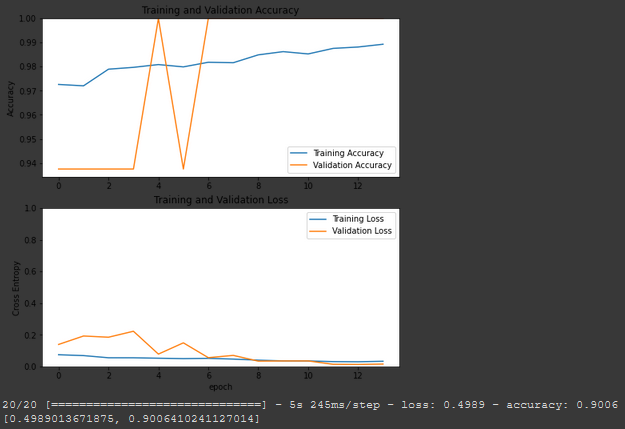 Training and Validation Accuracy
1.00
0.99
0.98
0.97
0.96
0.95
0.94
Accuracy
Training Accuracy
Validation Accuracy
0 2 4 6 8 10 12
Training and Validation Loss
1.0
0.8
0.6
0.4
0.2
0.0
Cross Entropy
Training Loss
Validation Loss
0 2 4 6 8 10 12
epoch
20/20 [==============================] - 5s 245ms/step - loss: 0.4989 - accuracy: 0.9006
[0.4989013671875, 0.9006410241127014]